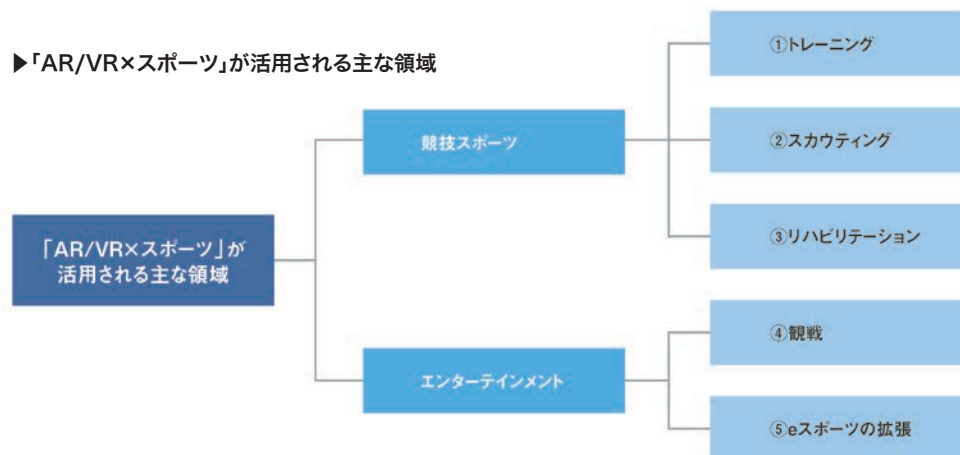 ▶「AR/VR×スポーツ」が活用される主な領域
「AR/VR×スポーツ」が
活用される主な領域
競技スポーツ
①トレーニング
②スカウティング
③リハビリテーション
エンターテインメント
④観戦
⑤eスポーツの拡張